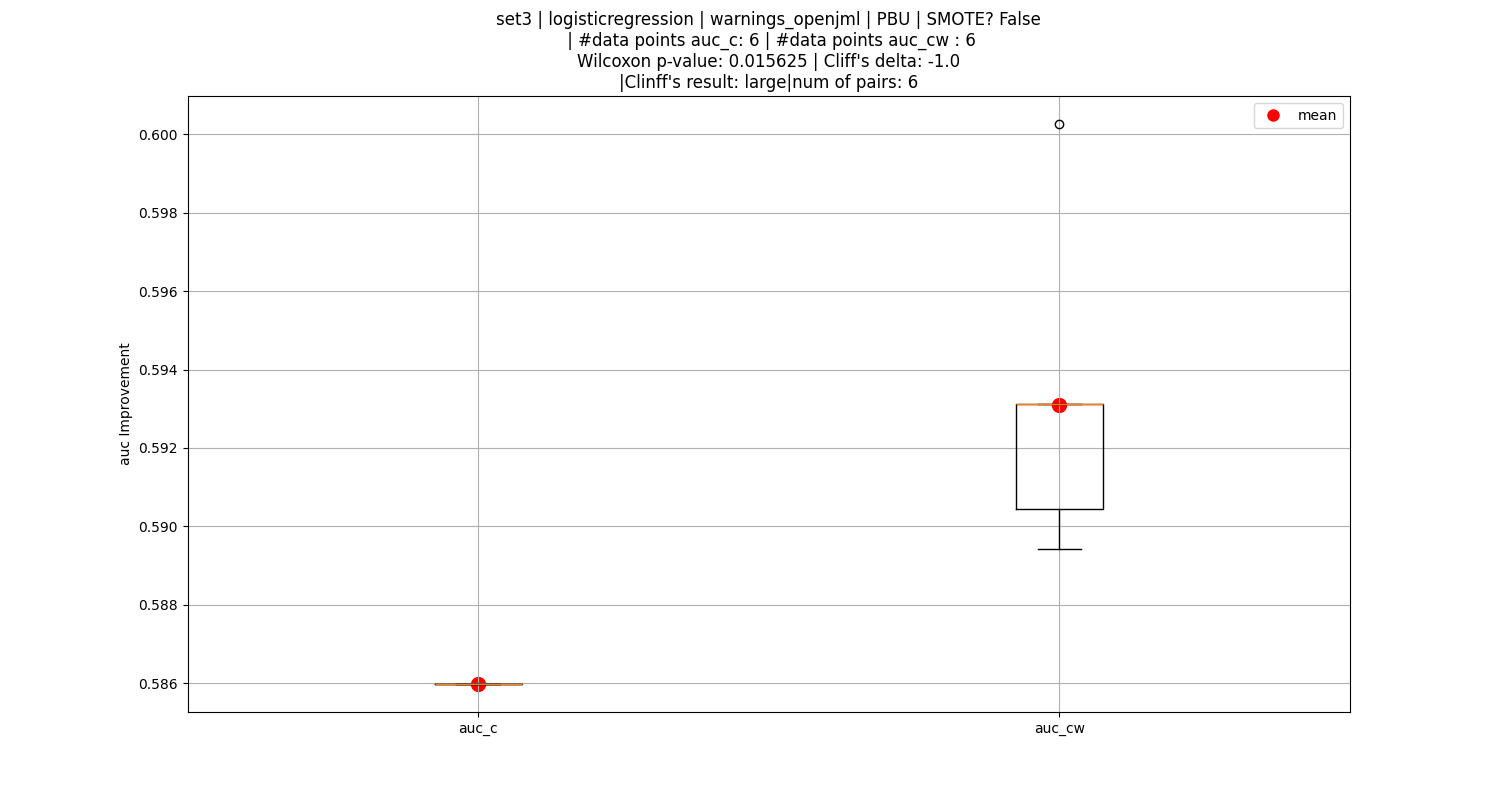 set3 | logisticregression | warnings_openjml | PBU | SMOTE? False
| #data points auc_c: 6 | #data points auc_cw : 6
Wilcoxon p-value: 0.015625 | Cliff's delta: -1.0
|Clinff's result: large|num of pairs: 6
mean
0.600
0.598
0.596
0.594
0.592
0.590
0.588
0.586
auc Improvement
auc_c
auc_cw